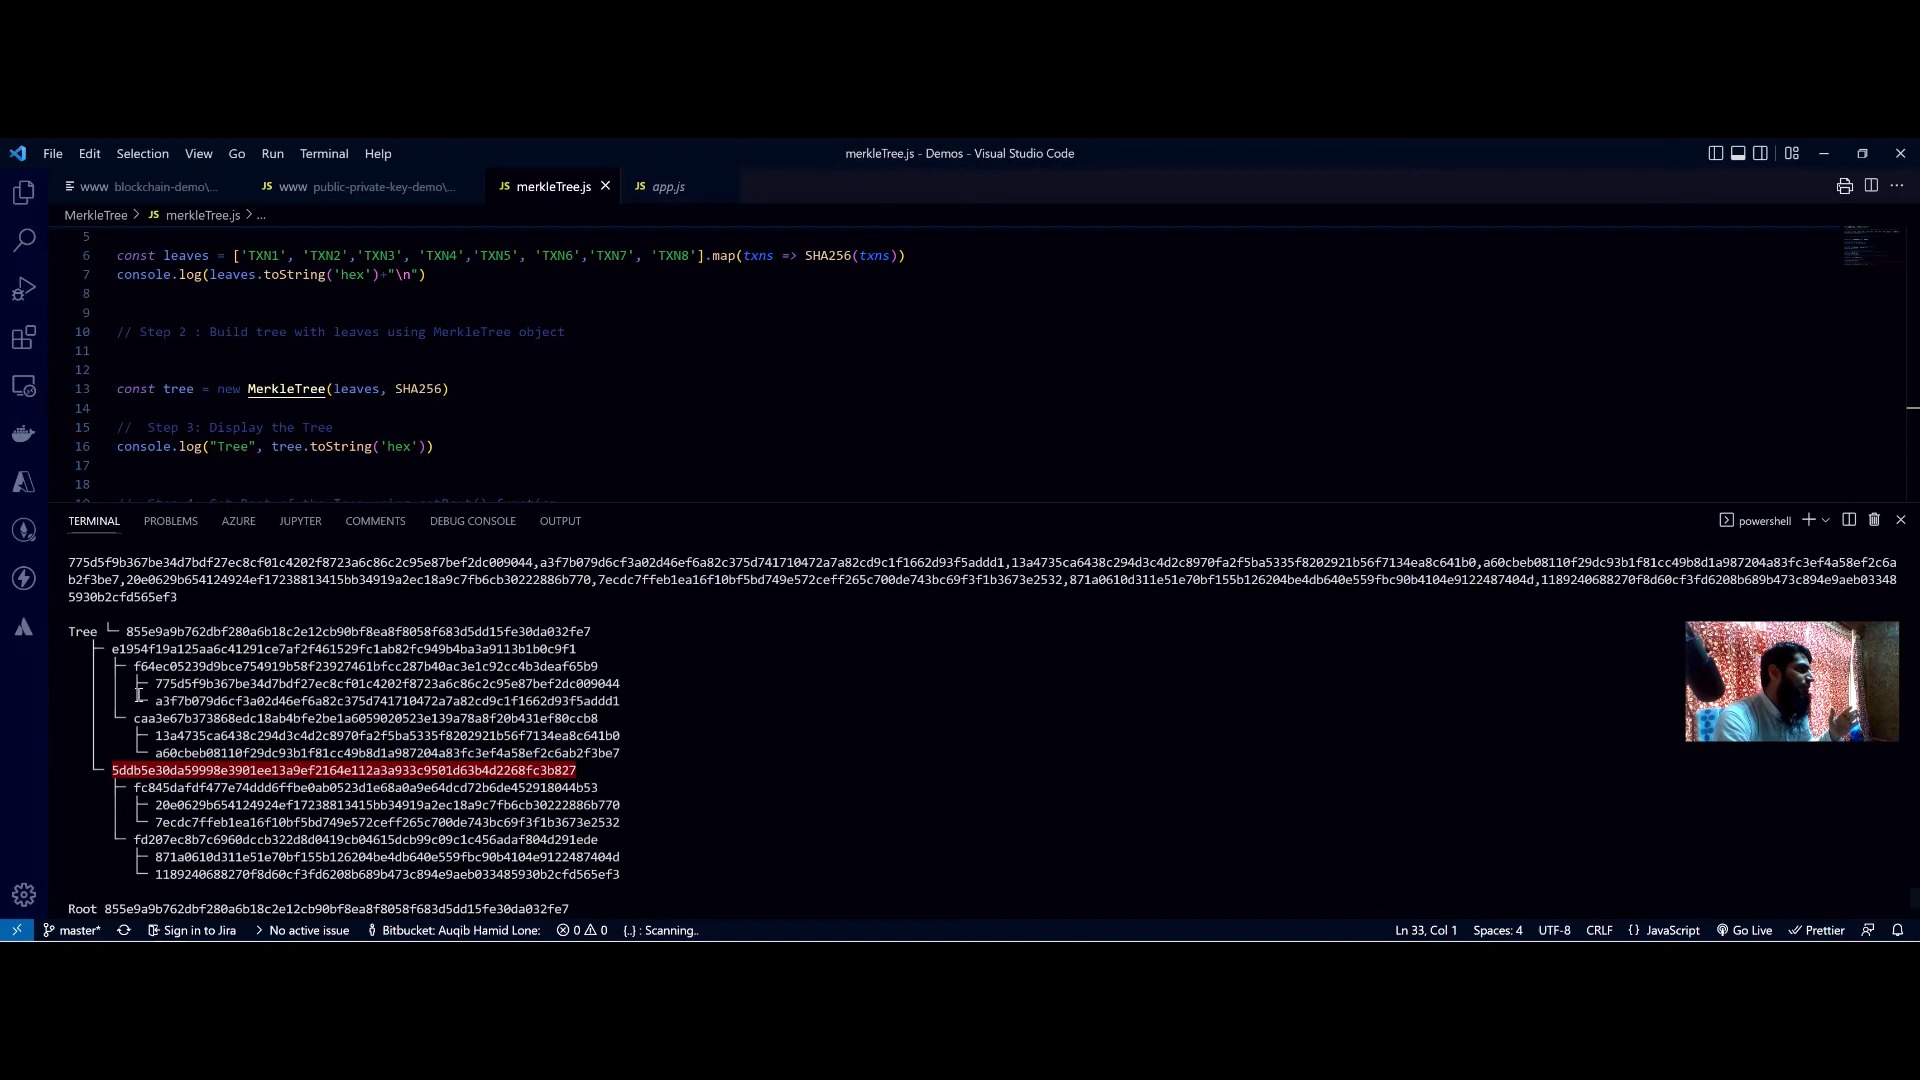 File Edit Selection View Go Run Terminal Help merkleTree.js - Demos - Visual Studio Code
www blockchain-demo\... JS www public-private-key-demo\... JS merkleTree.js JS app.js
MerkleTree > JS merkleTree.js > ...
5
6 const leaves = ['TXN1', 'TXN2','TXN3', 'TXN4','TXN5', 'TXN6','TXN7', 'TXN8'].map(txns => SHA256(txns))
7 console.log(leaves.toString('hex')+"\n")
8
9
10 // Step 2 : Build tree with leaves using MerkleTree object
11
12
13 const tree = new MerkleTree(leaves, SHA256)
14
15 // Step 3: Display the Tree
16 console.log("Tree", tree.toString('hex'))
17
18
TERMINAL PROBLEMS AZURE JUPYTER COMMENTS DEBUG CONSOLE OUTPUT powershell
775d5f9b367be34d7bdf27ec8cf01c4202f8723a6c86c2c95e87bef2dc009044,a3f7b079d6cf3a02d46ef6a82c375d741710472a7a82cd9c1f1662d93f5addd1,13a4735ca6438c294d3c4d2c8970fa2f5ba5335f8202921b56f7134ea8c641b0,a60cbeb08110f29dc93b1f81cc49b8d1a987204a83fc3ef4a58ef2c6a
b2f3be7,20e0629b654124924ef17238813415bb34919a2ec18a9c7fb6cb30222886b770,7ecdc7ffeb1ea16f10bf5bd749e572ceff265c700de743bc69f3f1b3673e2532,871a0610d311e51e70bf155b126204be4db640e559fbc90b4104e9122487404d,1189240688270f8d60cf3fd6208b689b473c894e9aeb03348
5930b2cfd565ef3
Tree └─ 855e9a9b762dbf280a6b18c2e12cb90bf8ea8f8058f683d5dd15fe30da032fe7
├─ e1954f19a125aa6c41291ce7af2f461529fc1ab82fc949b4ba3a9113b1b0c9f1
│ ├─ f64ec05239d9bce754919b58f23927461bfcc287b40ac3e1c92cc4b3deaf65b9
│ │ ├─ 775d5f9b367be34d7bdf27ec8cf01c4202f8723a6c86c2c95e87bef2dc009044
│ │ └─ a3f7b079d6cf3a02d46ef6a82c375d741710472a7a82cd9c1f1662d93f5addd1
│ └─ caa3e67b373868edc18ab4bfe2be1a6059020523e139a78a8f20b431ef80ccb8
│ ├─ 13a4735ca6438c294d3c4d2c8970fa2f5ba5335f8202921b56f7134ea8c641b0
│ └─ a60cbeb08110f29dc93b1f81cc49b8d1a987204a83fc3ef4a58ef2c6ab2f3be7
└─ 5ddb5e30da59998e3901ee13a9ef2164e112a3a933c9501d63b4d2268fc3b827
├─ fc845dafdf477e74ddd6ffbe0ab0523d1e68a0a9e64dcd72b6de452918044b53
│ ├─ 20e0629b654124924ef17238813415bb34919a2ec18a9c7fb6cb30222886b770
│ └─ 7ecdc7ffeb1ea16f10bf5bd749e572ceff265c700de743bc69f3f1b3673e2532
└─ fd207ec8b7c6960dccb322d8d0419cb04615dcb99c09c1c456adaf804d291ede
├─ 871a0610d311e51e70bf155b126204be4db640e559fbc90b4104e9122487404d
└─ 1189240688270f8d60cf3fd6208b689b473c894e9aeb033485930b2cfd565ef3
Root 855e9a9b762dbf280a6b18c2e12cb90bf8ea8f8058f683d5dd15fe30da032fe7
master* Sign in to Jira No active issue Bitbucket: Auqib Hamid Lone: 0 0 {..} : Scanning.. Ln 33, Col 1 Spaces: 4 UTF-8 CRLF {} JavaScript Go Live Prettier